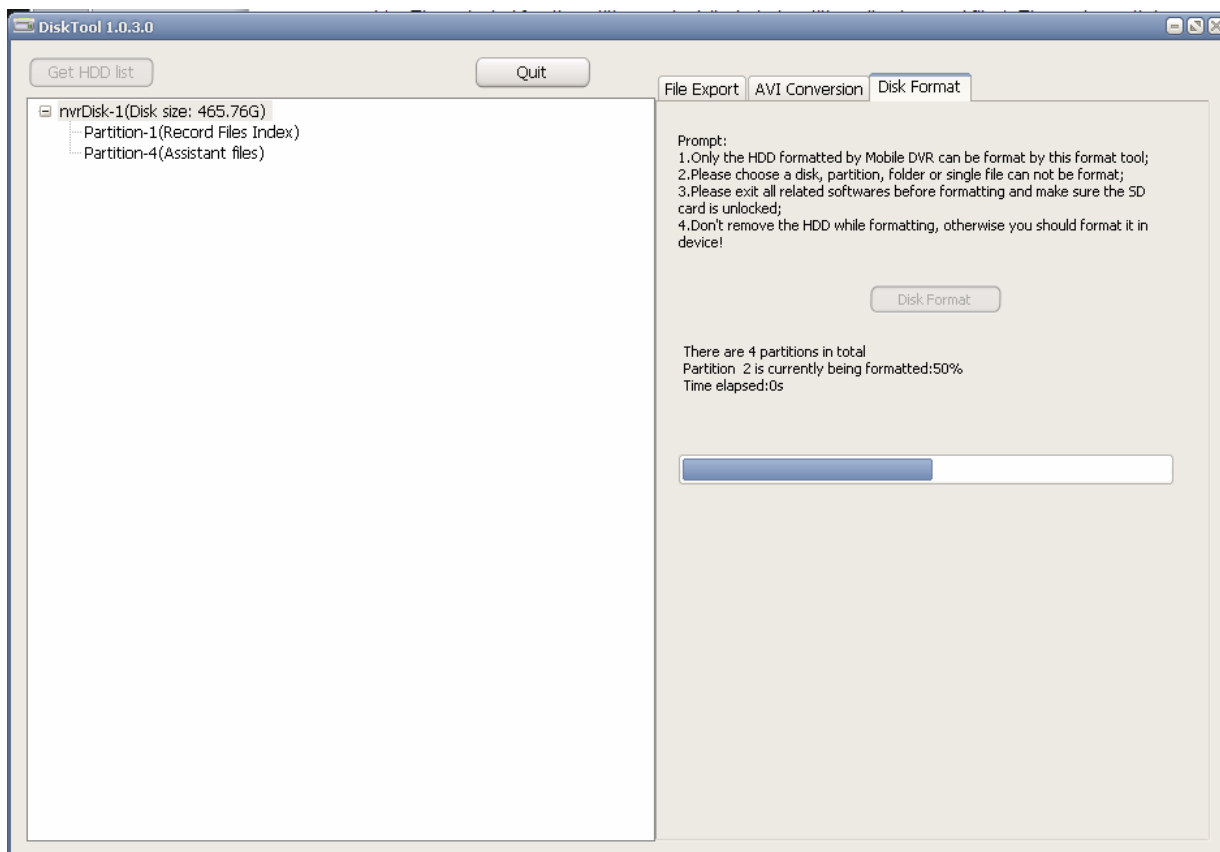 DiskTool 1.0.3.0
Get HDD list
Quit
nvrDisk-1(Disk size: 465.76G)
Partition-1(Record Files Index)
Partition-4(Assistant files)
File Export
AVI Conversion
Disk Format
Prompt:
1.Only the HDD formatted by Mobile DVR can be format by this format tool;
2.Please choose a disk, partition, folder or single file can not be format;
3.Please exit all related softwares before formatting and make sure the SD
card is unlocked;
4.Don't remove the HDD while formatting, otherwise you should format it in
device!
Disk Format
There are 4 partitions in total
Partition 2 is currently being formatted:50%
Time elapsed:0s